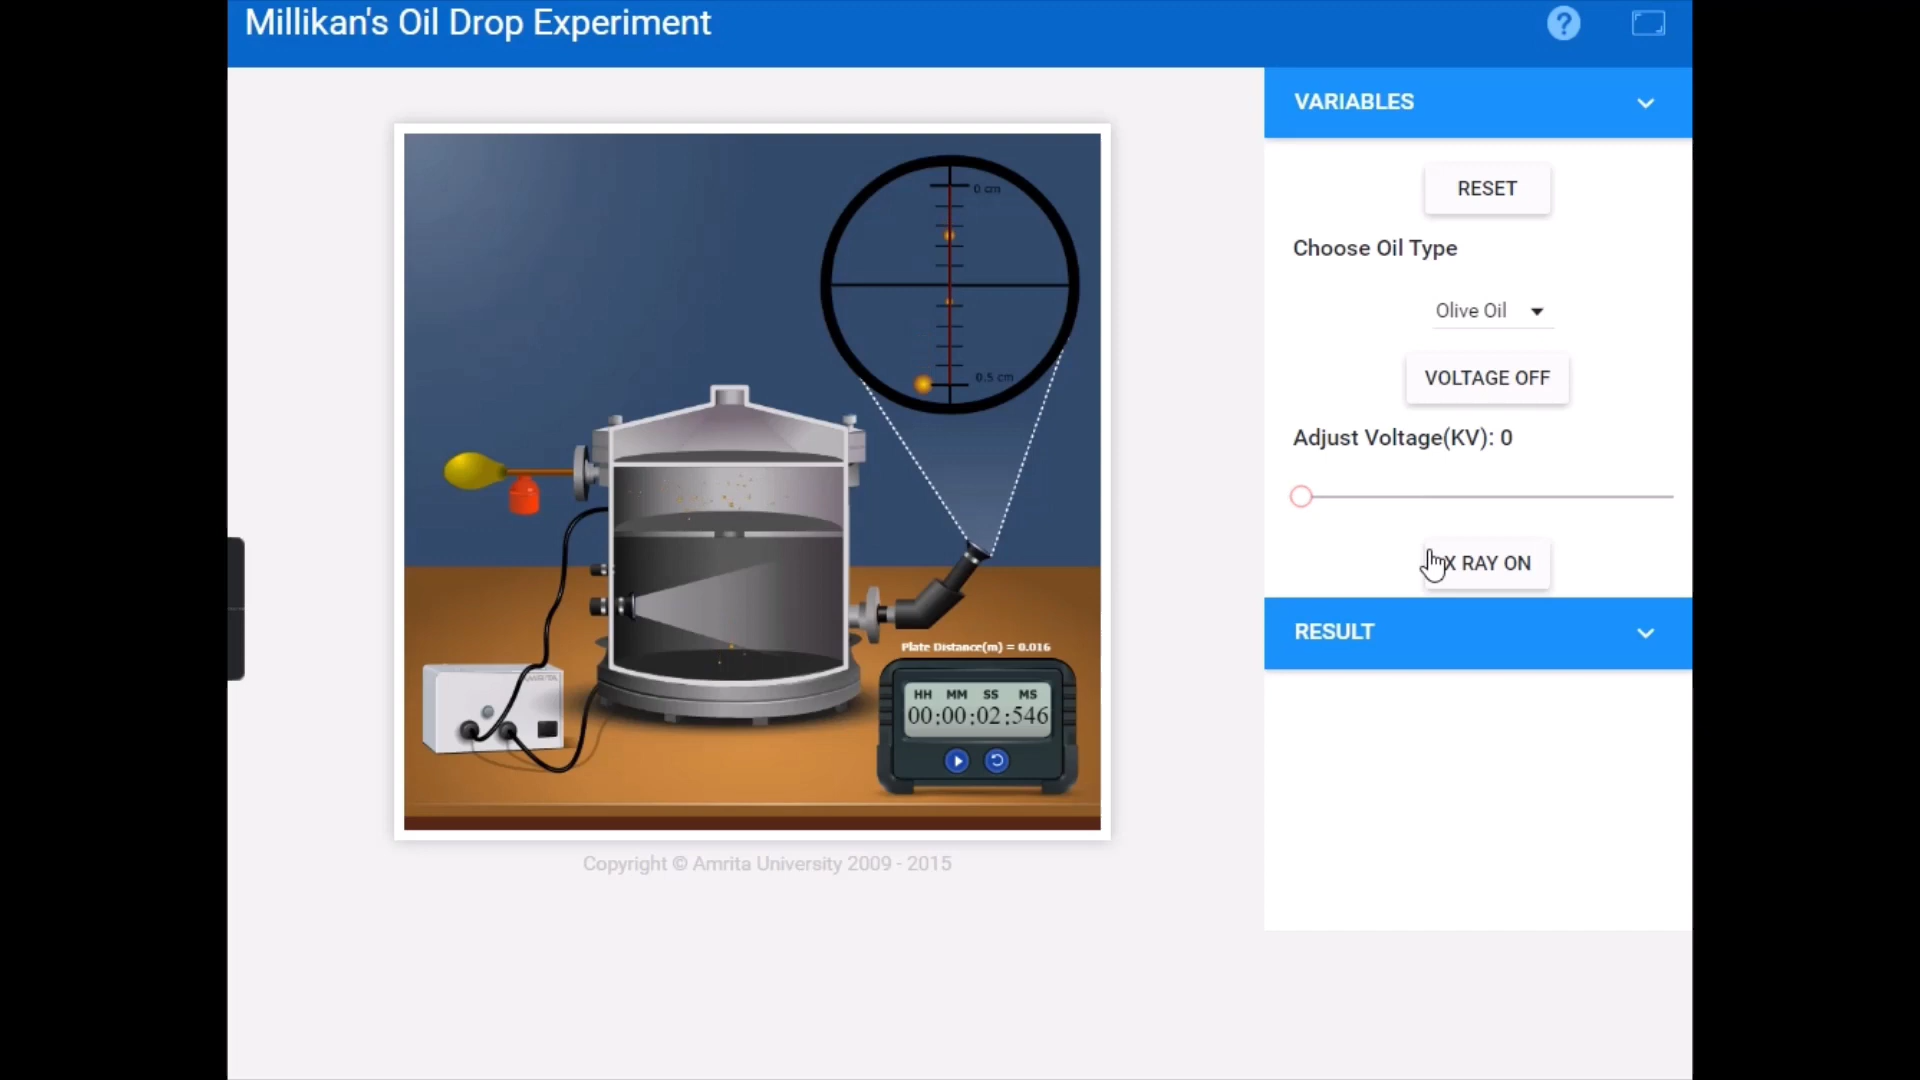 Millikan's Oil Drop Experiment
?
VARIABLES
RESET
Choose Oil Type
Olive Oil
VOLTAGE OFF
Adjust Voltage(KV): 0
X RAY ON
RESULT
0 cm
0.5 cm
Plate Distance(m) = 0.016
HH MM SS MS
00:00:02:546
Copyright © Amrita University 2009 - 2015